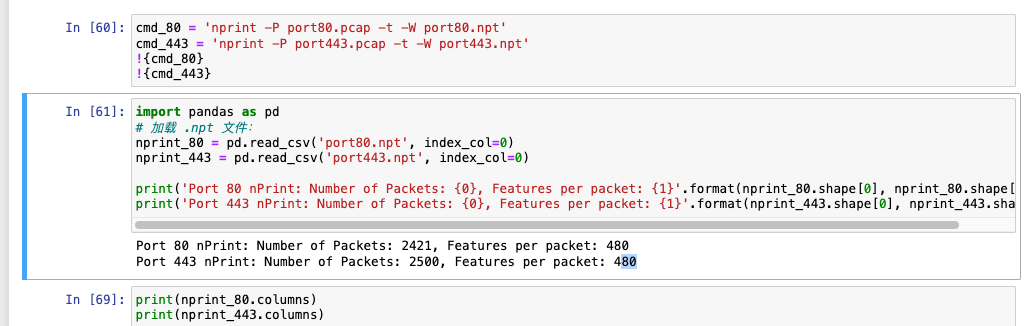 In [60]: cmd_80 = 'nprint -P port80.pcap -t -W port80.npt'
cmd_443 = 'nprint -P port443.pcap -t -W port443.npt'
!{cmd_80}
!{cmd_443}
In [61]: import pandas as pd
# 加载 .npt 文件:
nprint_80 = pd.read_csv('port80.npt', index_col=0)
nprint_443 = pd.read_csv('port443.npt', index_col=0)
print('Port 80 nPrint: Number of Packets: {0}, Features per packet: {1}'.format(nprint_80.shape[0], nprint_80.shape[
print('Port 443 nPrint: Number of Packets: {0}, Features per packet: {1}'.format(nprint_443.shape[0], nprint_443.sha
Port 80 nPrint: Number of Packets: 2421, Features per packet: 480
Port 443 nPrint: Number of Packets: 2500, Features per packet: 480
In [69]: print(nprint_80.columns)
print(nprint_443.columns)